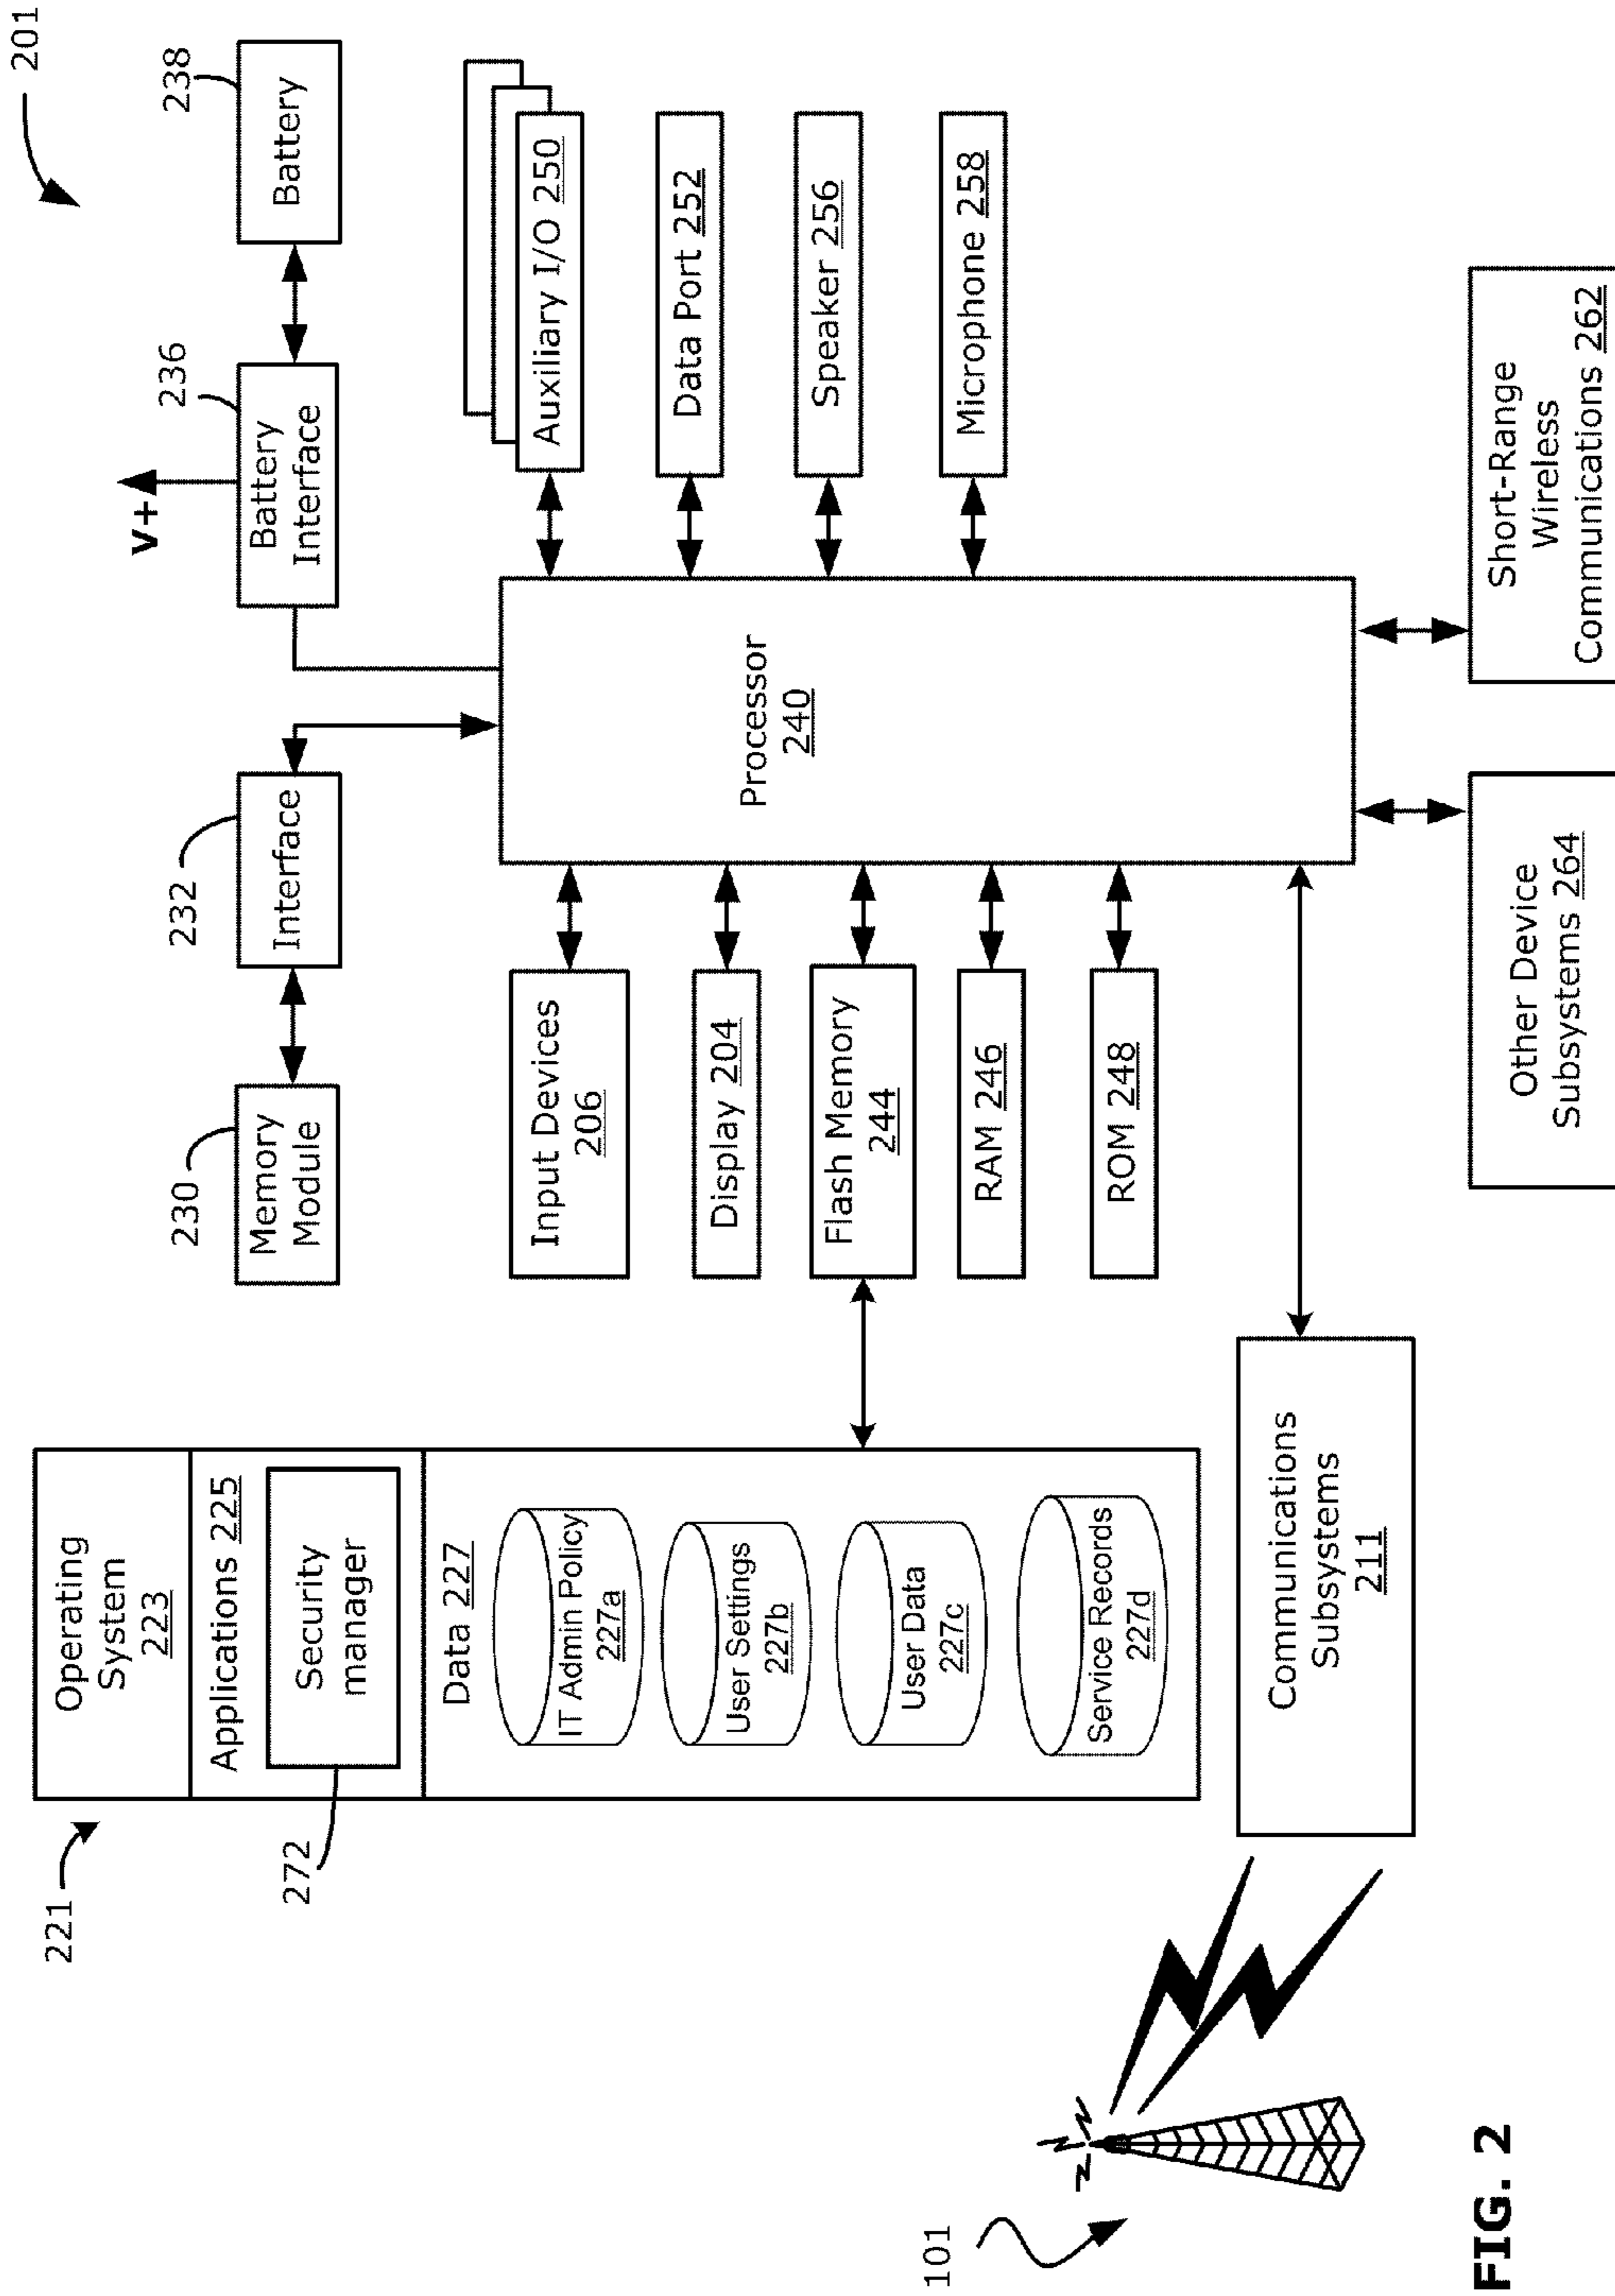 201
V+
230
232
236
238
Memory
Module
Interface
Battery
Interface
Battery
221
Operating
System
223
Applications 225
Security
manager
272
Data 227
IT Admin Policy
227a
User Settings
227b
User Data
227c
Service Records
227d
Input Devices
206
Display 204
Flash Memory
244
RAM 246
ROM 248
Processor
240
Auxiliary I/O 250
Data Port 252
Speaker 256
Microphone 258
101
Communications
Subsystems
211
Other Device
Subsystems 264
Short-Range
Wireless
Communications 262
FIG. 2